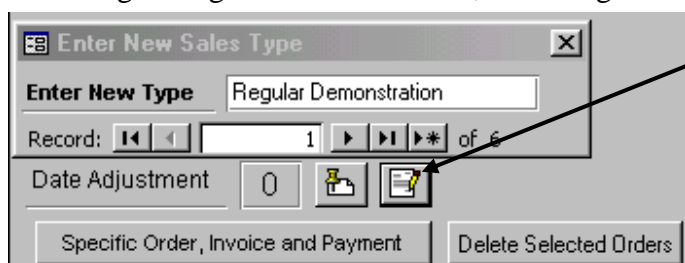 Enter New Sales Type
Enter New Type Regular Demonstration
Record: 1 of 6
Date Adjustment 0
Specific Order, Invoice and Payment Delete Selected Orders